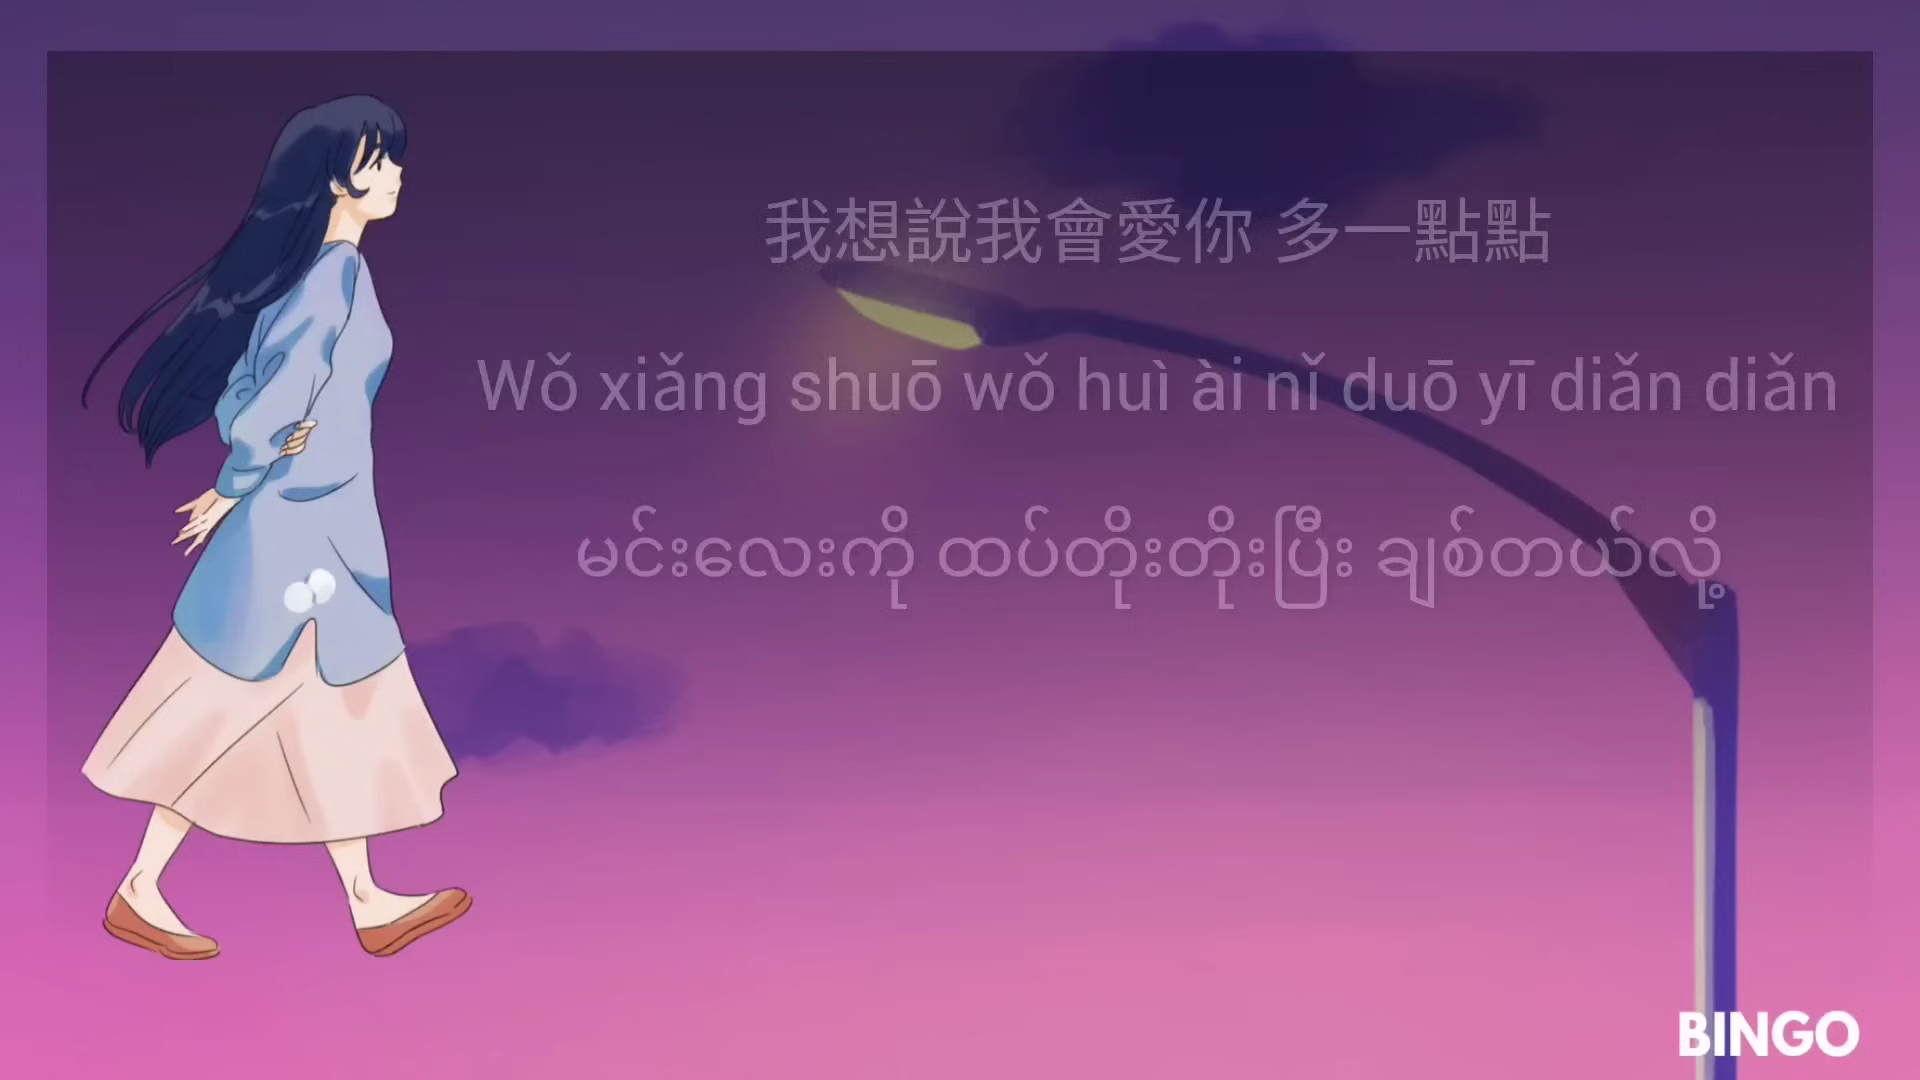 我想說我會愛你 多一點點
Wǒ xiǎng shuō wǒ huì ài nǐ duō yī diǎn diǎn
မင်းလေးကို ထပ်တိုးတိုးပြီး ချစ်တယ်လို့
BINGO